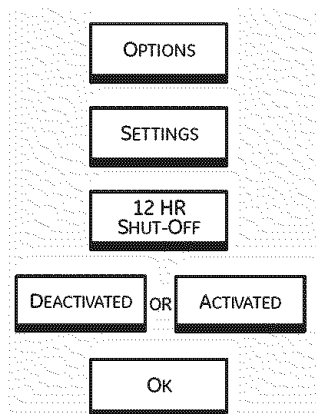 OPTIONS
SETTINGS
12 HR
SHUT-OFF
DEACTIVATED OR ACTIVATED
OK